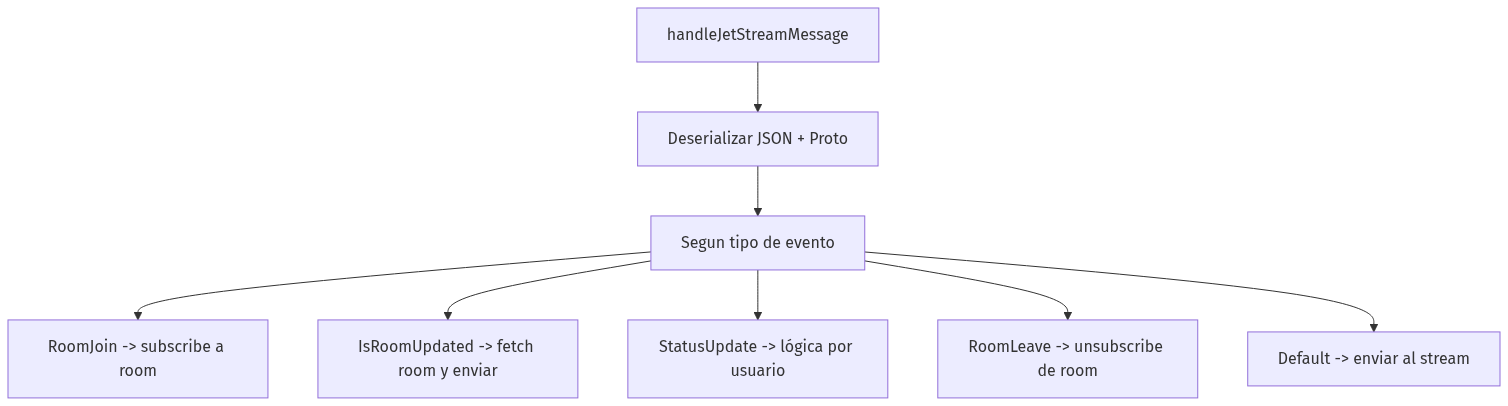 handleJetStreamMessage
Deserializar JSON + Proto
Segun tipo de evento
RoomJoin -> subscribe a
room
IsRoomUpdated -> fetch
room y enviar
StatusUpdate -> lógica por
usuario
RoomLeave -> unsubscribe
de room
Default -> enviar al stream